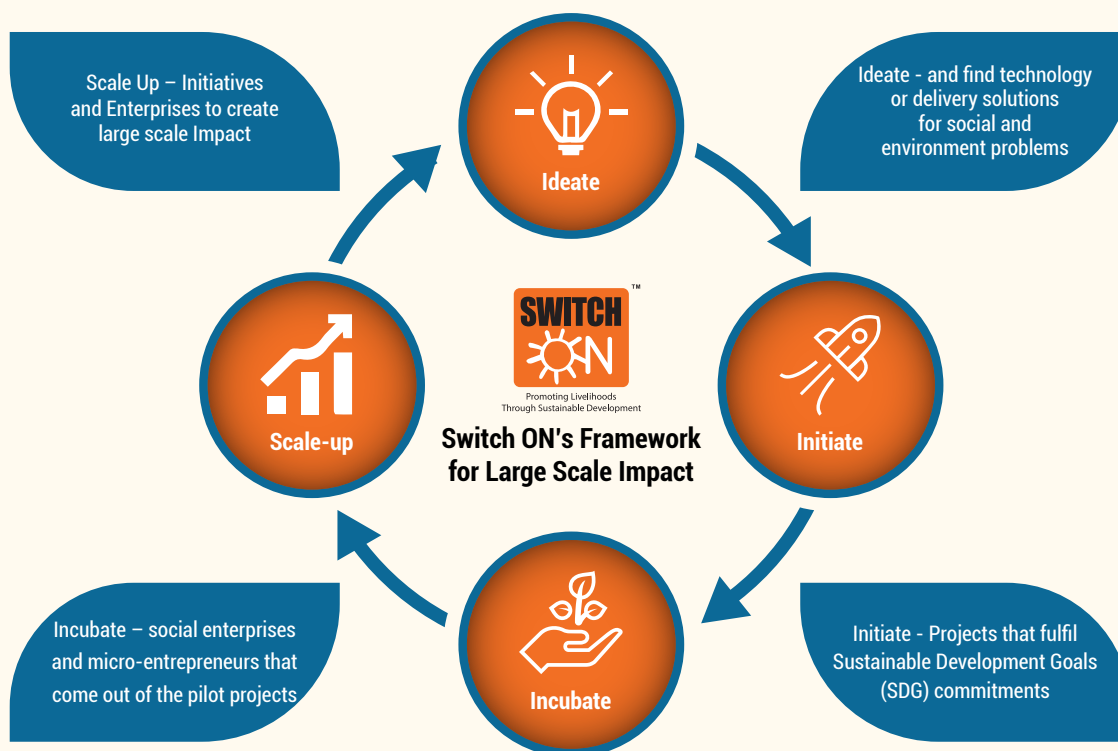 Scale Up – Initiatives
and Enterprises to create
large scale Impact
Ideate
Ideate - and find technology
or delivery solutions
for social and
environment problems
Scale-up
SWITCH
ON
TM
Promoting Livelihoods
Through Sustainable Development
Switch ON's Framework
for Large Scale Impact
Initiate
Incubate – social enterprises
and micro-entrepreneurs that
come out of the pilot projects
Incubate
Initiate - Projects that fulfil
Sustainable Development Goals
(SDG) commitments